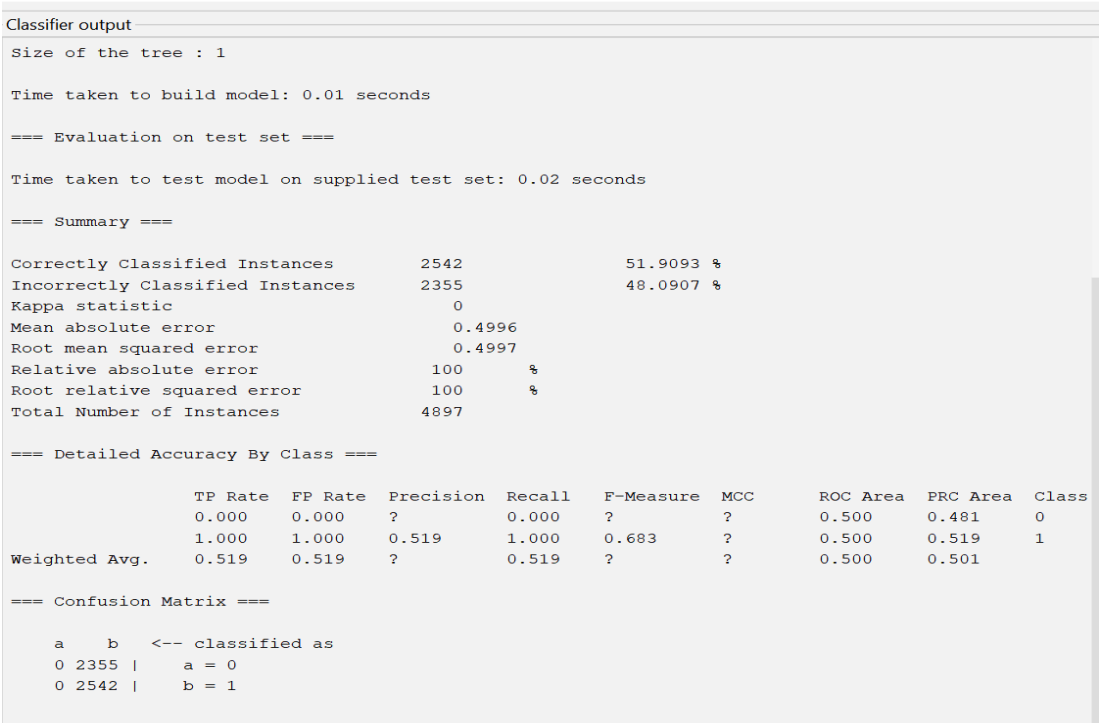 Classifier output
Size of the tree : 1
Time taken to build model: 0.01 seconds
=== Evaluation on test set ===
Time taken to test model on supplied test set: 0.02 seconds
=== Summary ===
Correctly Classified Instances 2542 51.9093 %
Incorrectly Classified Instances 2355 48.0907 %
Kappa statistic 0
Mean absolute error 0.4996
Root mean squared error 0.4997
Relative absolute error 100 %
Root relative squared error 100 %
Total Number of Instances 4897
=== Detailed Accuracy By Class ===
TP Rate FP Rate Precision Recall F-Measure MCC ROC Area PRC Area Class
0.000 0.000 ? 0.000 ? ? 0.500 0.481 0
1.000 1.000 0.519 1.000 0.683 ? 0.500 0.519 1
Weighted Avg. 0.519 0.519 ? 0.519 ? ? 0.500 0.501
=== Confusion Matrix ===
a b <-- classified as
0 2355 | a = 0
0 2542 | b = 1